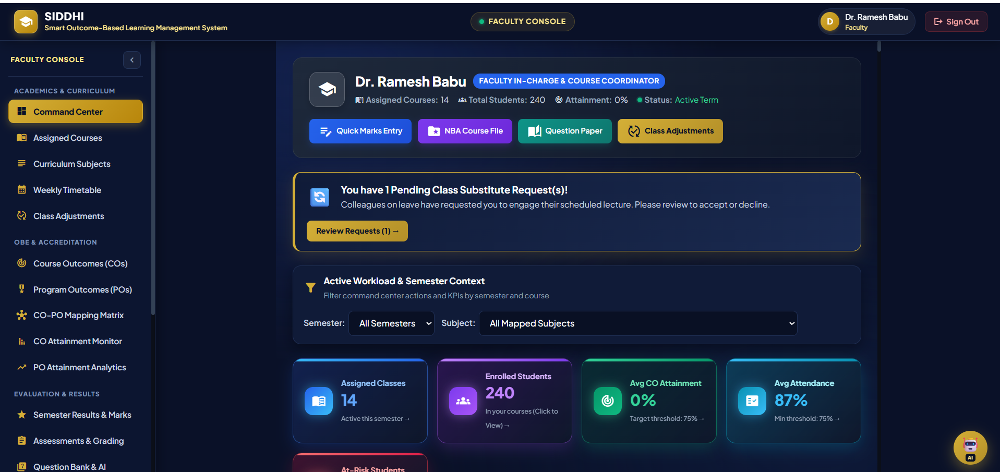 SIDDHI
Smart Outcome-Based Learning Management System
FACULTY CONSOLE
D
Dr. Ramesh Babu
Faculty
Sign Out
FACULTY CONSOLE
ACADEMICS & CURRICULUM
Command Center
Assigned Courses
Curriculum Subjects
Weekly Timetable
Class Adjustments
OBE & ACCREDITATION
Course Outcomes (COs)
Program Outcomes (POs)
CO-PO Mapping Matrix
CO Attainment Monitor
PO Attainment Analytics
EVALUATION & RESULTS
Semester Results & Marks
Assessments & Grading
Question Bank & AI
Dr. Ramesh Babu FACULTY IN-CHARGE & COURSE COORDINATOR
Assigned Courses: 14 Total Students: 240 Attainment: 0% Status: Active Term
Quick Marks Entry NBA Course File Question Paper Class Adjustments
You have 1 Pending Class Substitute Request(s)!
Colleagues on leave have requested you to engage their scheduled lecture. Please review to accept or decline.
Review Requests (1) →
Active Workload & Semester Context
Filter command center actions and KPIs by semester and course
Semester: All Semesters Subject: All Mapped Subjects
Assigned Classes
14
Active this semester →
Enrolled Students
240
In your courses (Click to
View) →
Avg CO Attainment
0%
Target threshold: 75% →
Avg Attendance
87%
Min threshold: 75% →
At-Risk Students
AI